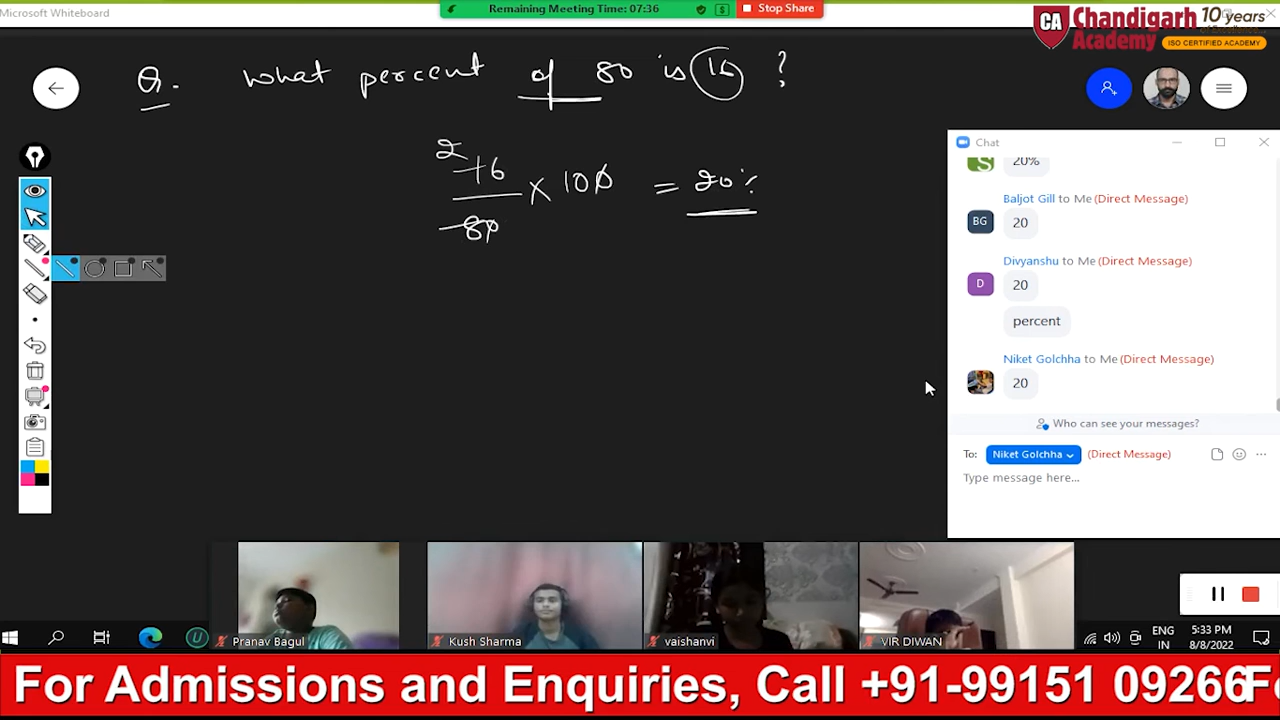 Microsoft Whiteboard
Remaining Meeting Time: 07:36
Stop Share
CA Chandigarh Academy
10 years
of Excellence...
ISO CERTIFIED ACADEMY
Q. What percent of 80 is 16 ?
2
16
80
× 100 = 20%
Chat
20%
Baljot Gill to Me (Direct Message)
BG
20
Divyanshu to Me (Direct Message)
D
20
percent
Niket Golchha to Me (Direct Message)
20
Who can see your messages?
To: Niket Golchha (Direct Message)
Type message here...
Pranav Bagul
Kush Sharma
vaishanvi
VIR DIWAN
ENG
IN
5:33 PM
8/8/2022
For Admissions and Enquiries, Call +91-99151 09266